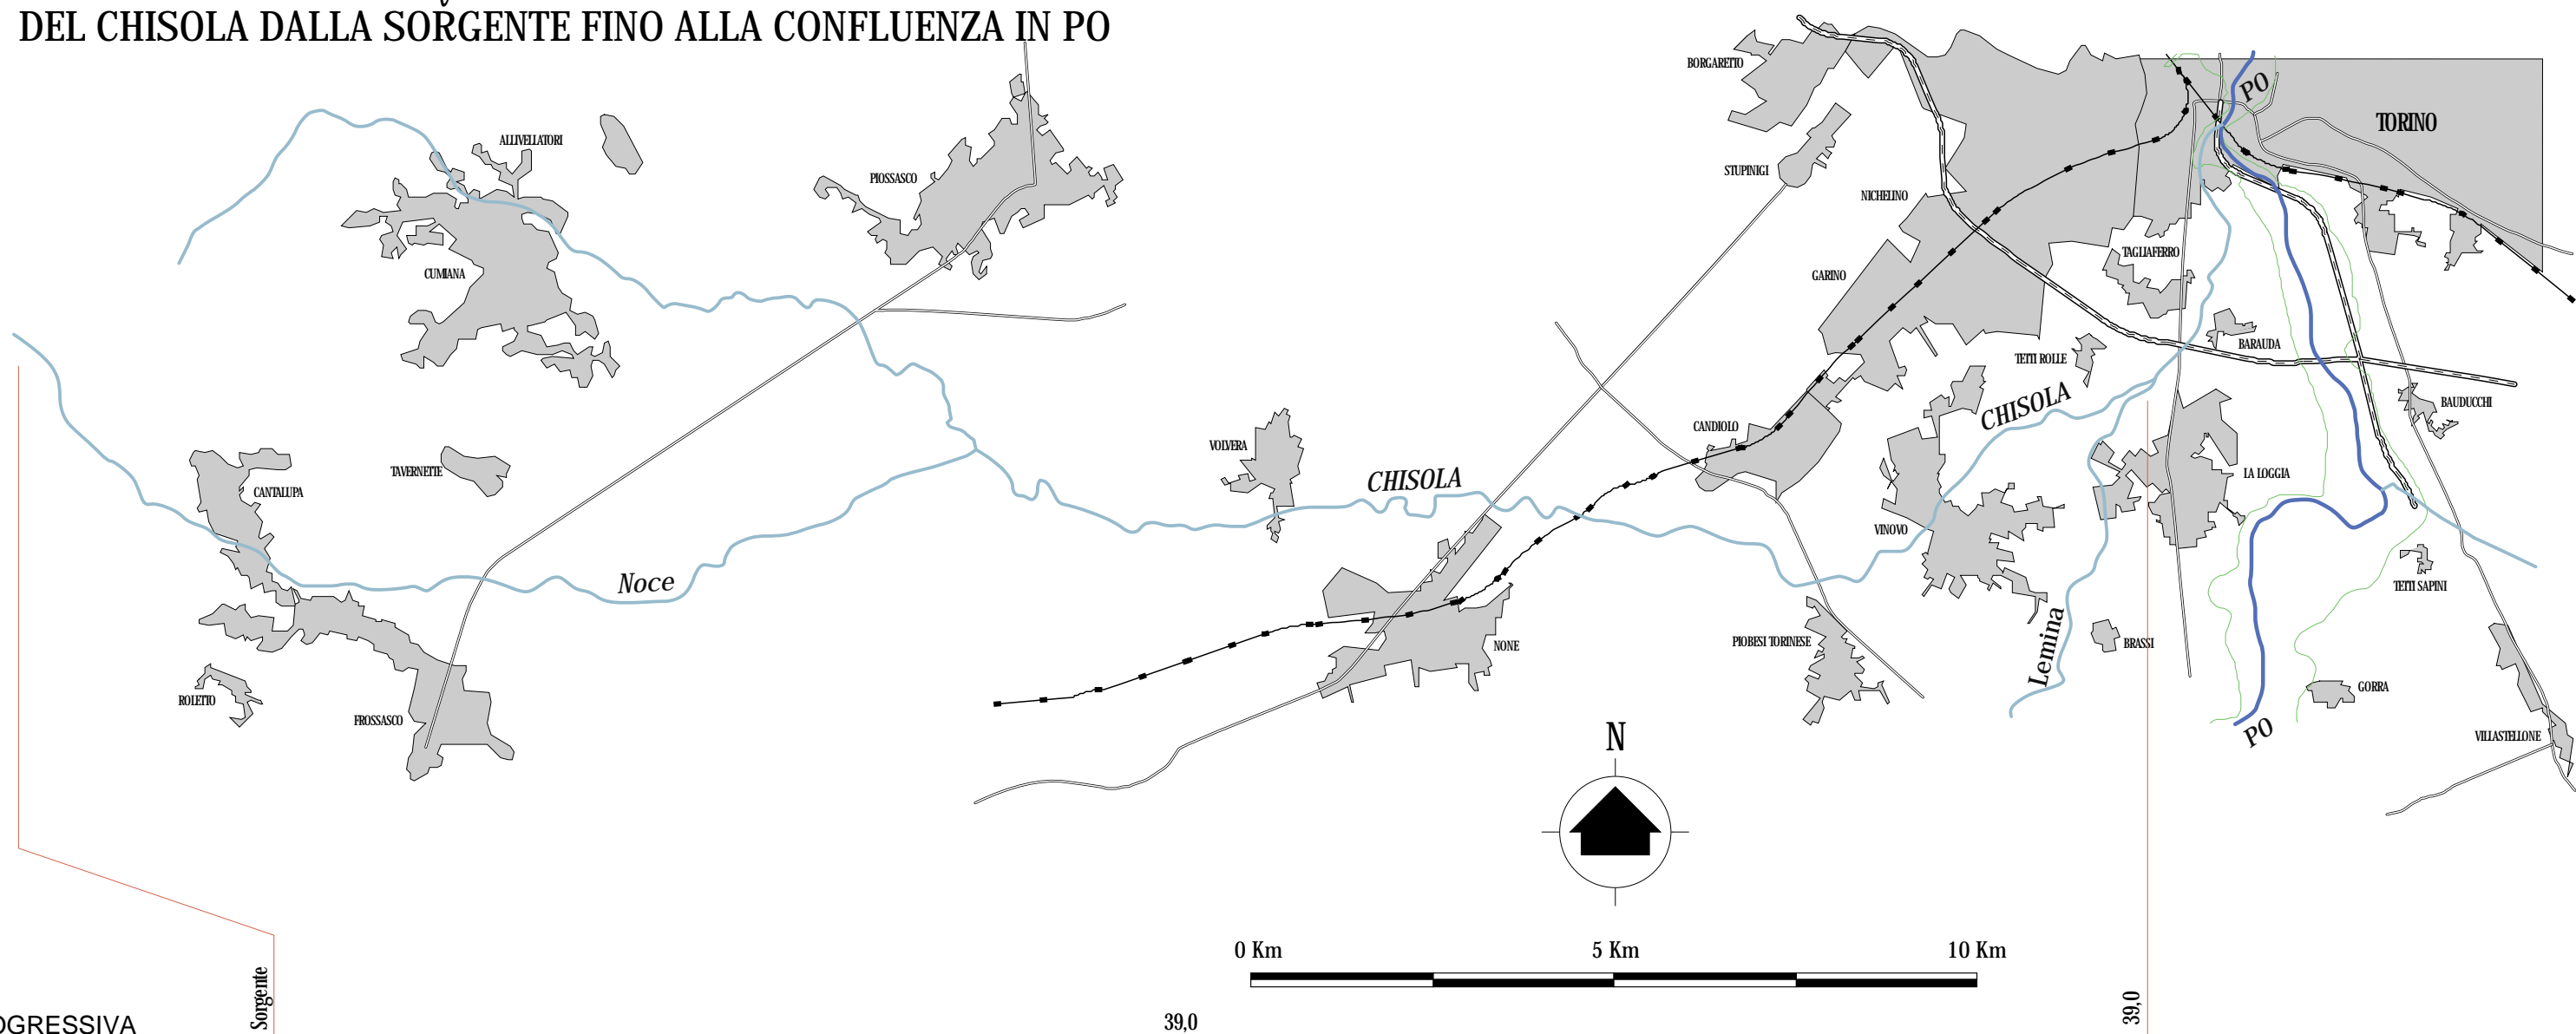 DEL CHISOLA DALLA SORGENTE FINO ALLA CONFLUENZA IN PO
BORGARETTO
PO
TORINO
ALLIVELLATORI
PIOSSASCO
STUPINIGI
NICHELINO
TAGLIAFERRO
CUMIANA
GARINO
BARAUDA
TETTI ROLLE
CHISOLA
BAUDUCCHI
CANDIOLO
VOLVERA
TAVERNETTE
CANTALUPA
CHISOLA
LA LOGGIA
VINOVO
Noce
TETTI SAPINI
PIOBESI TORINESE
NONE
Lemina
BRASSI
ROLETTO
FROSSASCO
GORRA
PO
VILLASTELLONE
N
0 Km 5 Km 10 Km
Sorgente
39,0
39,0
OGRESSIVA